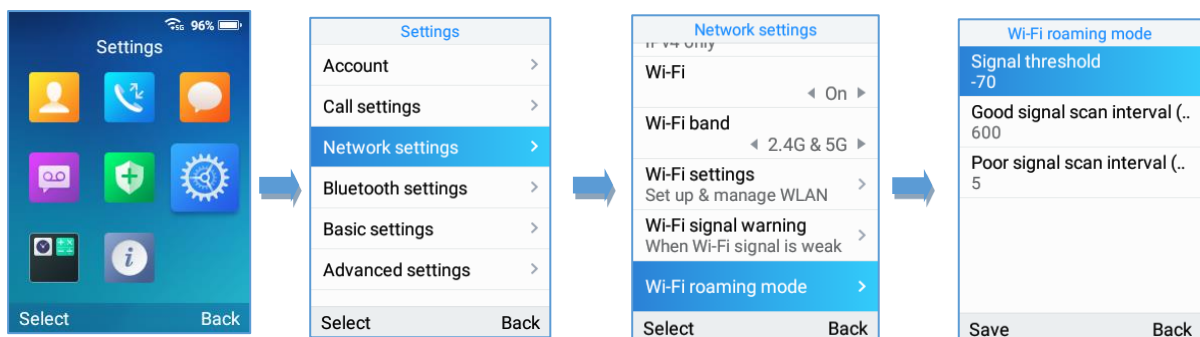 5G 96%
Settings
Select Back
Settings
Account
Call settings
Network settings
Bluetooth settings
Basic settings
Advanced settings
Select Back
Network settings
IPv4 only
Wi-Fi
On
Wi-Fi band
2.4G & 5G
Wi-Fi settings
Set up & manage WLAN
Wi-Fi signal warning
When Wi-Fi signal is weak
Wi-Fi roaming mode
Select Back
Wi-Fi roaming mode
Signal threshold
-70
Good signal scan interval (..
600
Poor signal scan interval (..
5
Save Back